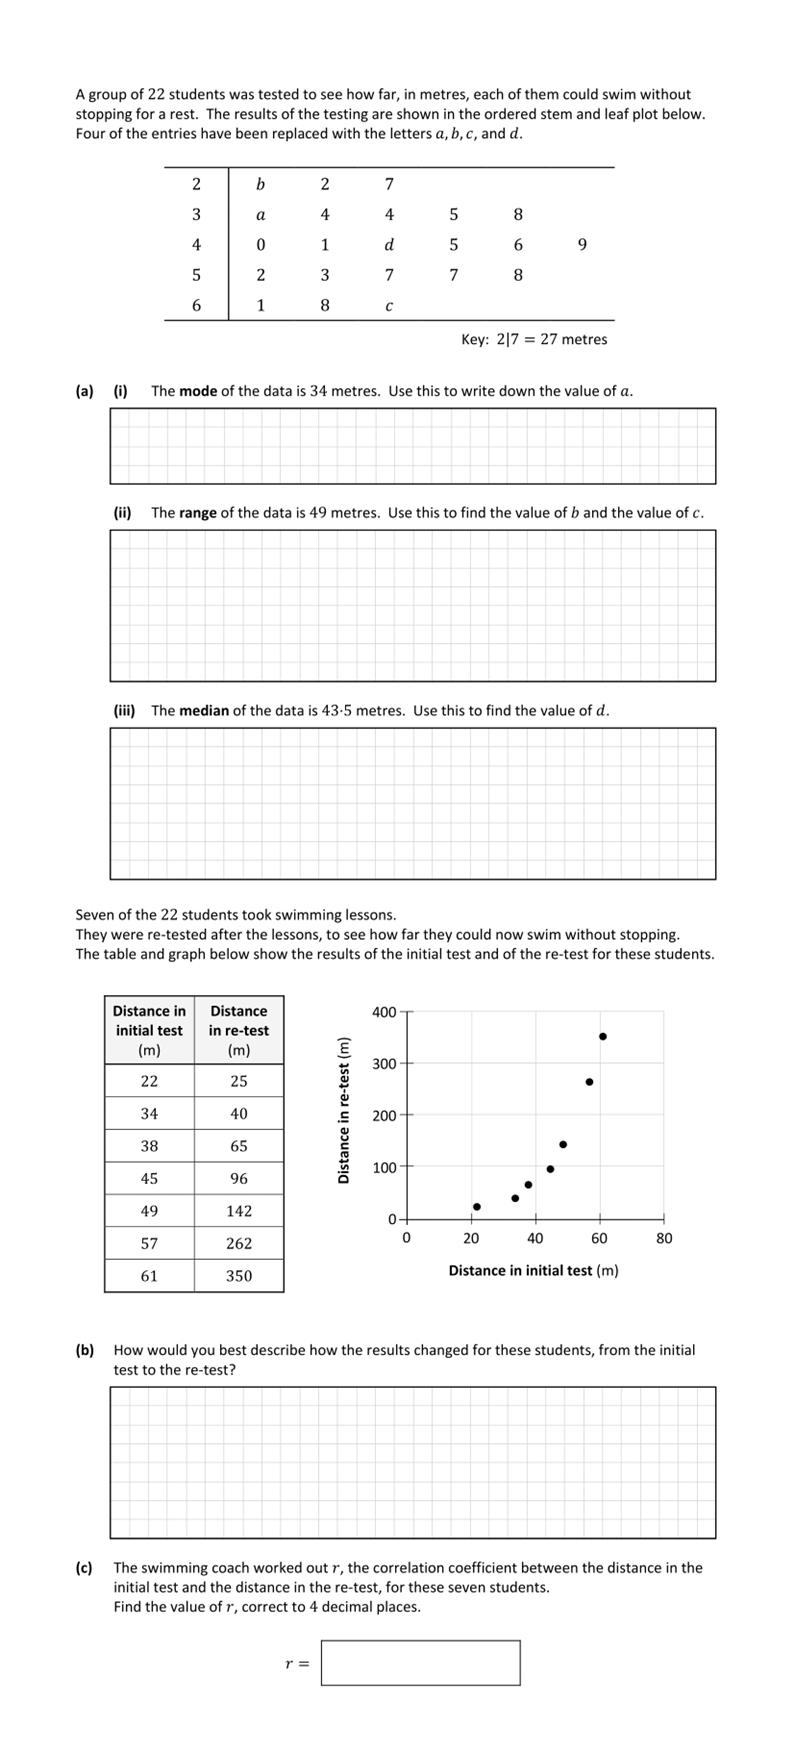 A group of 22 students was tested to see how far, in metres, each of them could swim without
stopping for a rest. The results of the testing are shown in the ordered stem and leaf plot below.
Four of the entries have been replaced with the letters a, b, c, and d.
2 b 2 7
3 a 4 4 5 8
4 0 1 d 5 6 9
5 2 3 7 7 8
6 1 8 c
Key: 2|7 = 27 metres
(a) (i) The mode of the data is 34 metres. Use this to write down the value of a.
(ii) The range of the data is 49 metres. Use this to find the value of b and the value of c.
(iii) The median of the data is 43·5 metres. Use this to find the value of d.
Seven of the 22 students took swimming lessons.
They were re-tested after the lessons, to see how far they could now swim without stopping.
The table and graph below show the results of the initial test and of the re-test for these students.
Distance in initial test (m) Distance in re-test (m)
22 25
34 40
38 65
45 96
49 142
57 262
61 350
Distance in re-test (m)
400
300
200
100
0
0 20 40 60 80
Distance in initial test (m)
(b) How would you best describe how the results changed for these students, from the initial
test to the re-test?
(c) The swimming coach worked out r, the correlation coefficient between the distance in the
initial test and the distance in the re-test, for these seven students.
Find the value of r, correct to 4 decimal places.
r =